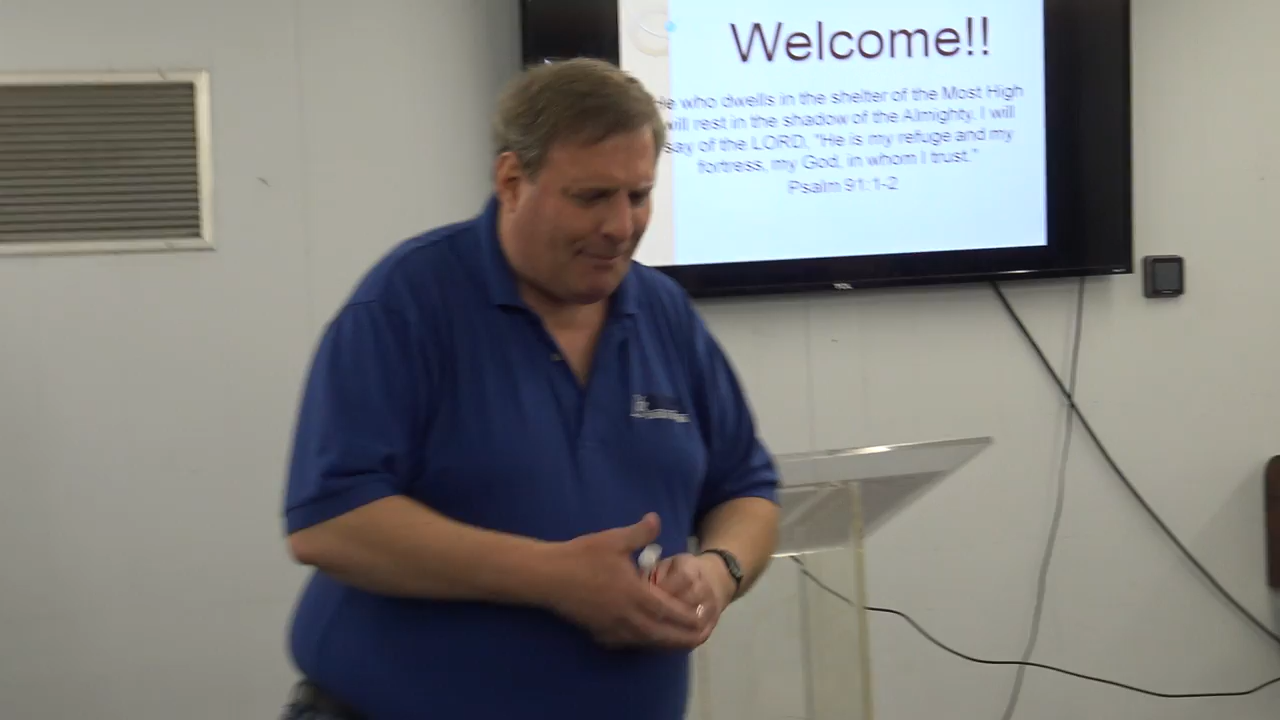 Welcome!!
He who dwells in the shelter of the Most High
will rest in the shadow of the Almighty. I will
say of the LORD, "He is my refuge and my
fortress, my God, in whom I trust."
Psalm 91:1-2
TCL